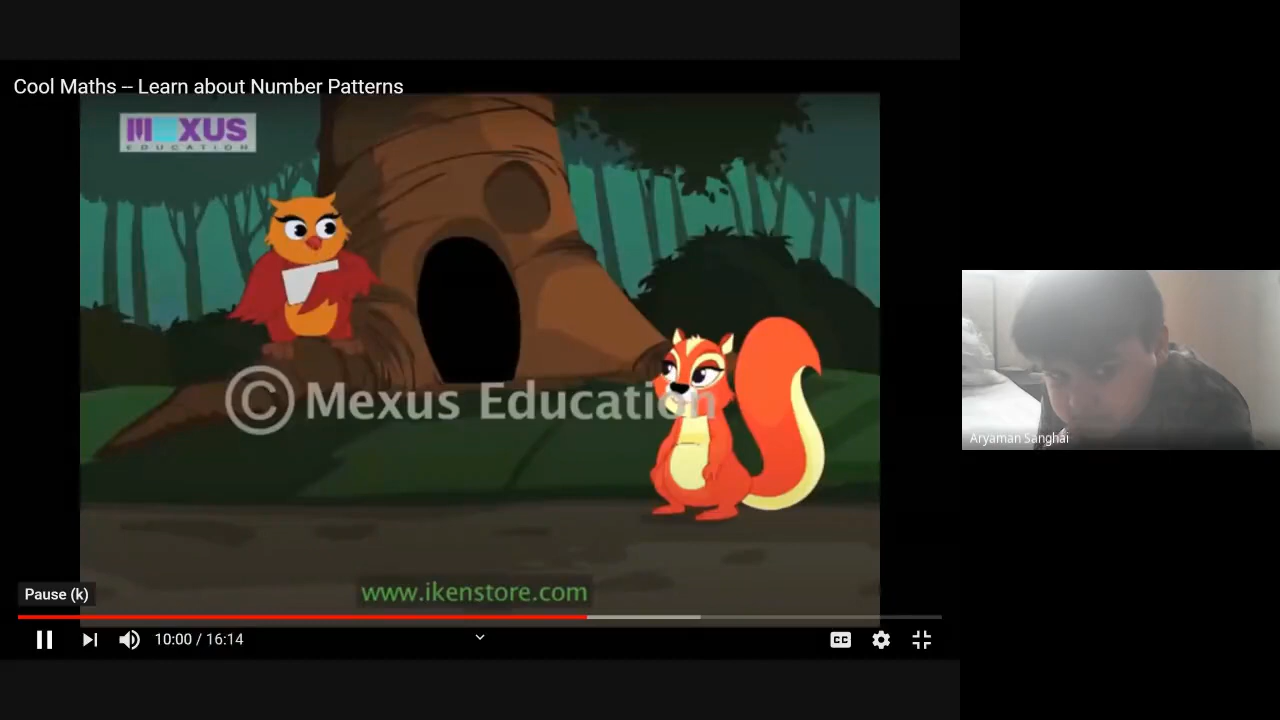 Cool Maths -- Learn about Number Patterns
MEXUS
EDUCATION
© Mexus Education
Aryaman Sanghai
www.ikenstore.com
Pause (k)
10:00 / 16:14
CC